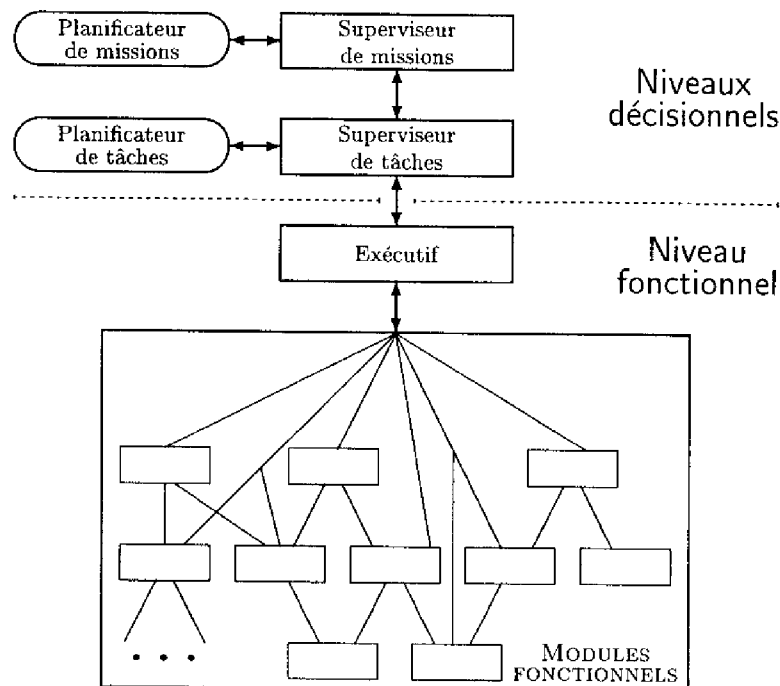 Planificateur
de missions
Superviseur
de missions
Niveaux
décisionnels
Planificateur
de tâches
Superviseur
de tâches
Exécutif
Niveau
fonctionnel
MODULES
FONCTIONNELS